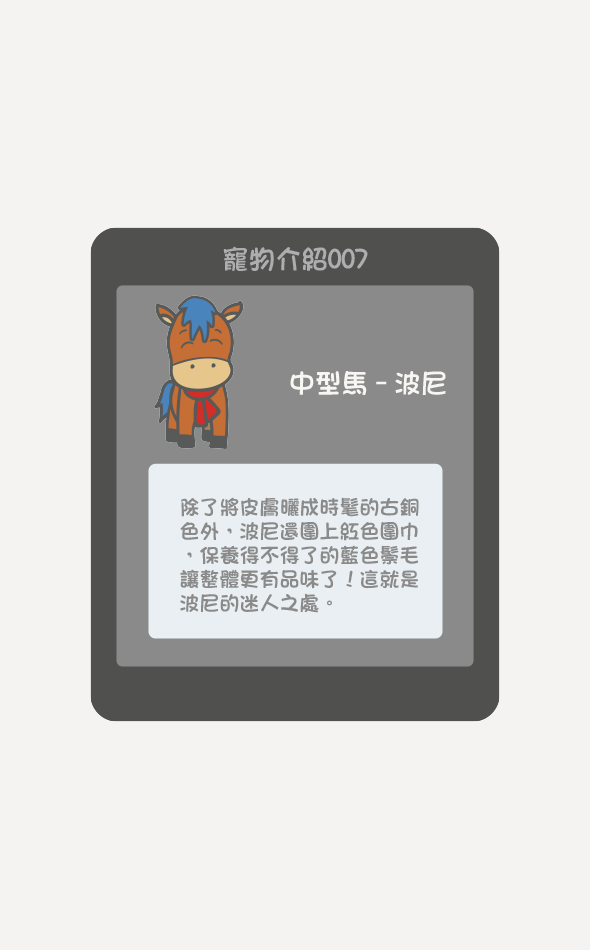 寵物介紹007
中型馬 – 波尼
除了將皮膚曬成時髦的古銅
色外，波尼還圍上紅色圍巾
，保養得不得了的藍色鬃毛
讓整體更有品味了！這就是
波尼的迷人之處。